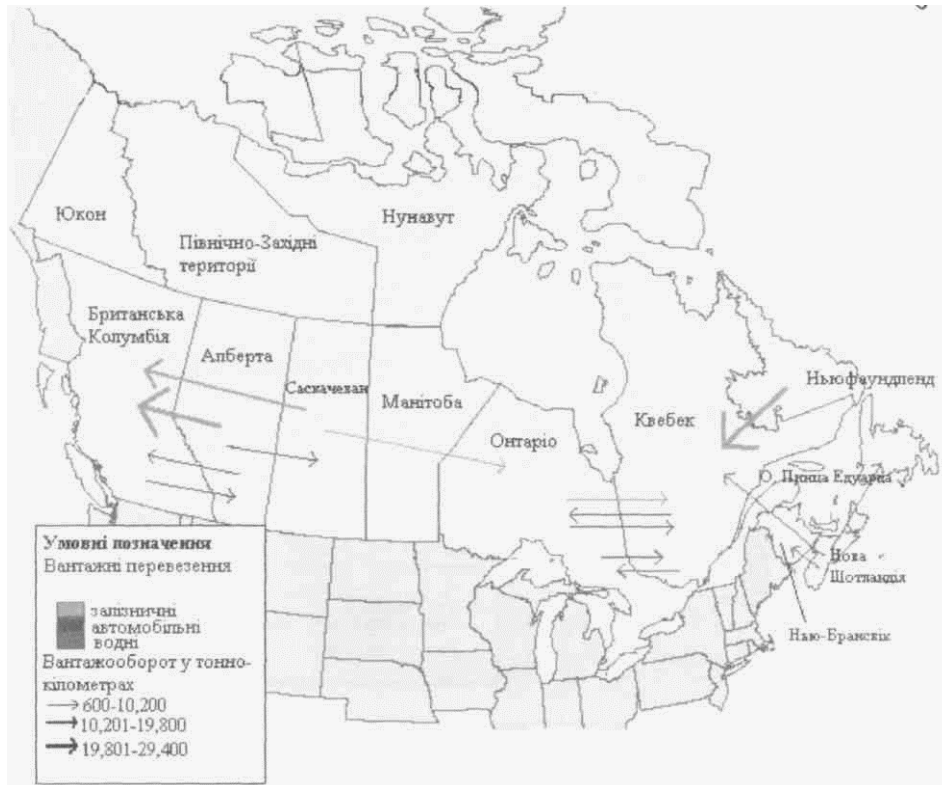 Юкон
Північно-Західні
території
Нунавут
Британська
Колумбія
Алберта
Саскачеван
Манітоба
Онтаріо
Квебек
Ньюфаундленд
О. Принца Едуарда
Нова
Шотландія
Нью-Брансвік
Умовні позначення
Вантажні перевезення
залізничні
автомобільні
водні
Вантажооборот у тонно-
кілометрах
600-10,200
10,201-19,800
19,801-29,400